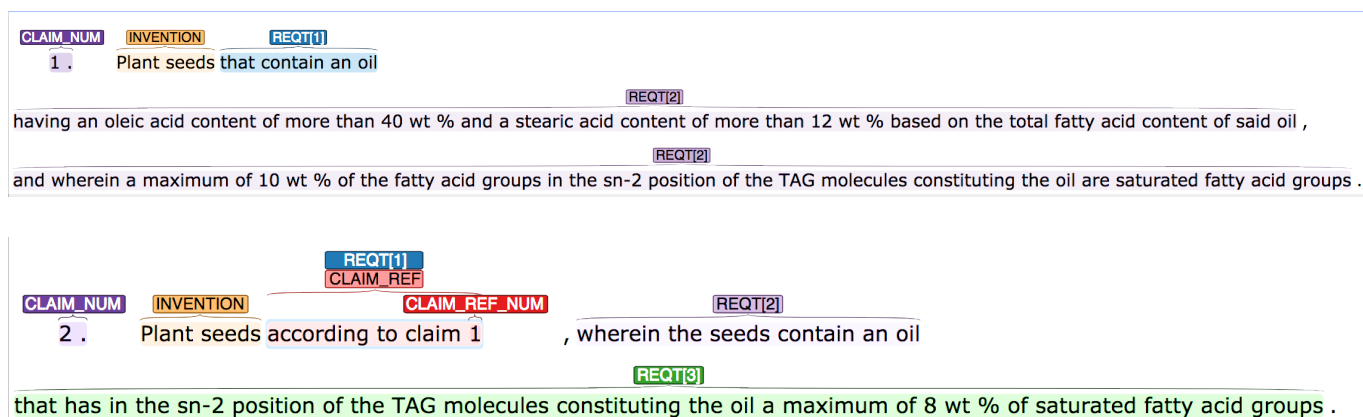 CLAIM_NUM INVENTION REQT[1]
1 . Plant seeds that contain an oil
REQT[2]
having an oleic acid content of more than 40 wt % and a stearic acid content of more than 12 wt % based on the total fatty acid content of said oil ,
REQT[2]
and wherein a maximum of 10 wt % of the fatty acid groups in the sn-2 position of the TAG molecules constituting the oil are saturated fatty acid groups .
REQT[1]
CLAIM_REF
CLAIM_NUM INVENTION CLAIM_REF_NUM REQT[2]
2 . Plant seeds according to claim 1 , wherein the seeds contain an oil
REQT[3]
that has in the sn-2 position of the TAG molecules constituting the oil a maximum of 8 wt % of saturated fatty acid groups .